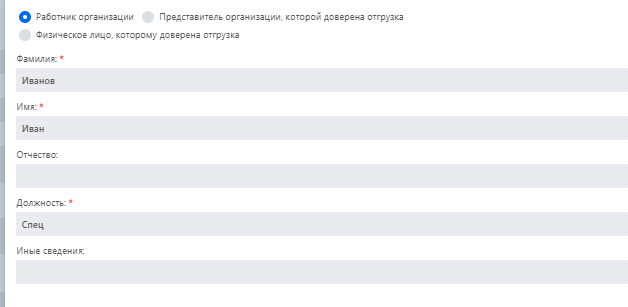 Работник организации Представитель организации, которой доверена отгрузка
Физическое лицо, которому доверена отгрузка
Фамилия: *
Иванов
Имя: *
Иван
Отчество:
Должность: *
Спец
Иные сведения: